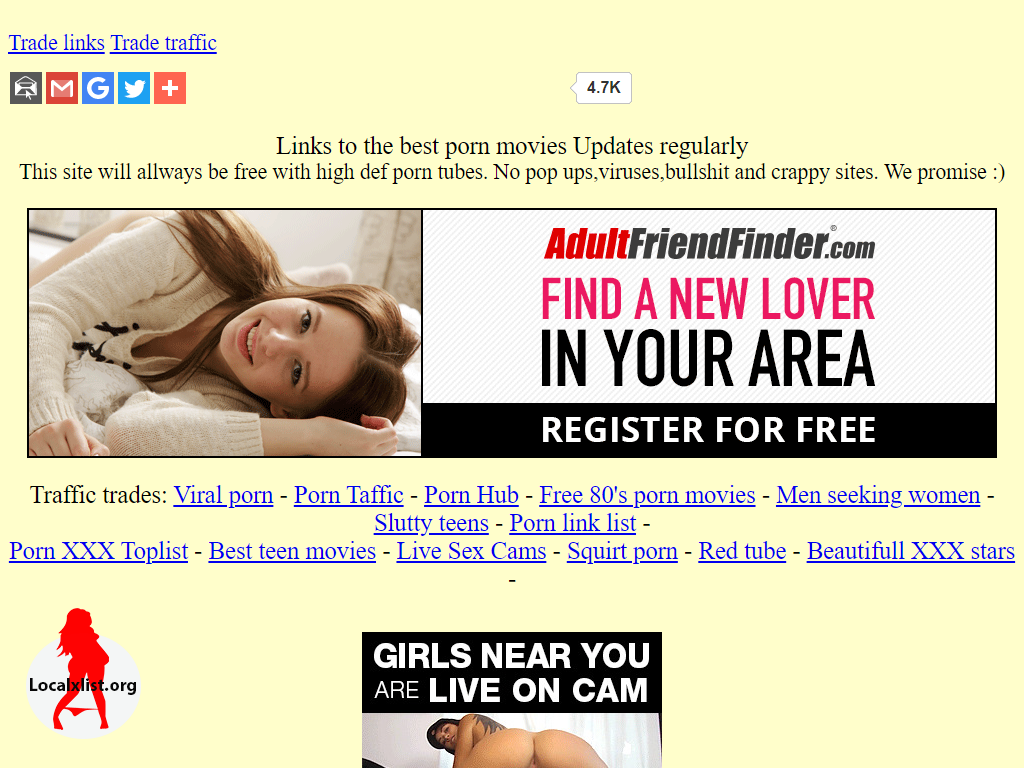 Trade links Trade traffic
4.7K
Links to the best porn movies Updates regularly
This site will allways be free with high def porn tubes. No pop ups,viruses,bullshit and crappy sites. We promise :)
AdultFriendFinder®.com
FIND A NEW LOVER
IN YOUR AREA
REGISTER FOR FREE
Traffic trades: Viral porn - Porn Taffic - Porn Hub - Free 80's porn movies - Men seeking women -
Slutty teens - Porn link list -
Porn XXX Toplist - Best teen movies - Live Sex Cams - Squirt porn - Red tube - Beautifull XXX stars
-
Localxlist.org
GIRLS NEAR YOU
ARE LIVE ON CAM